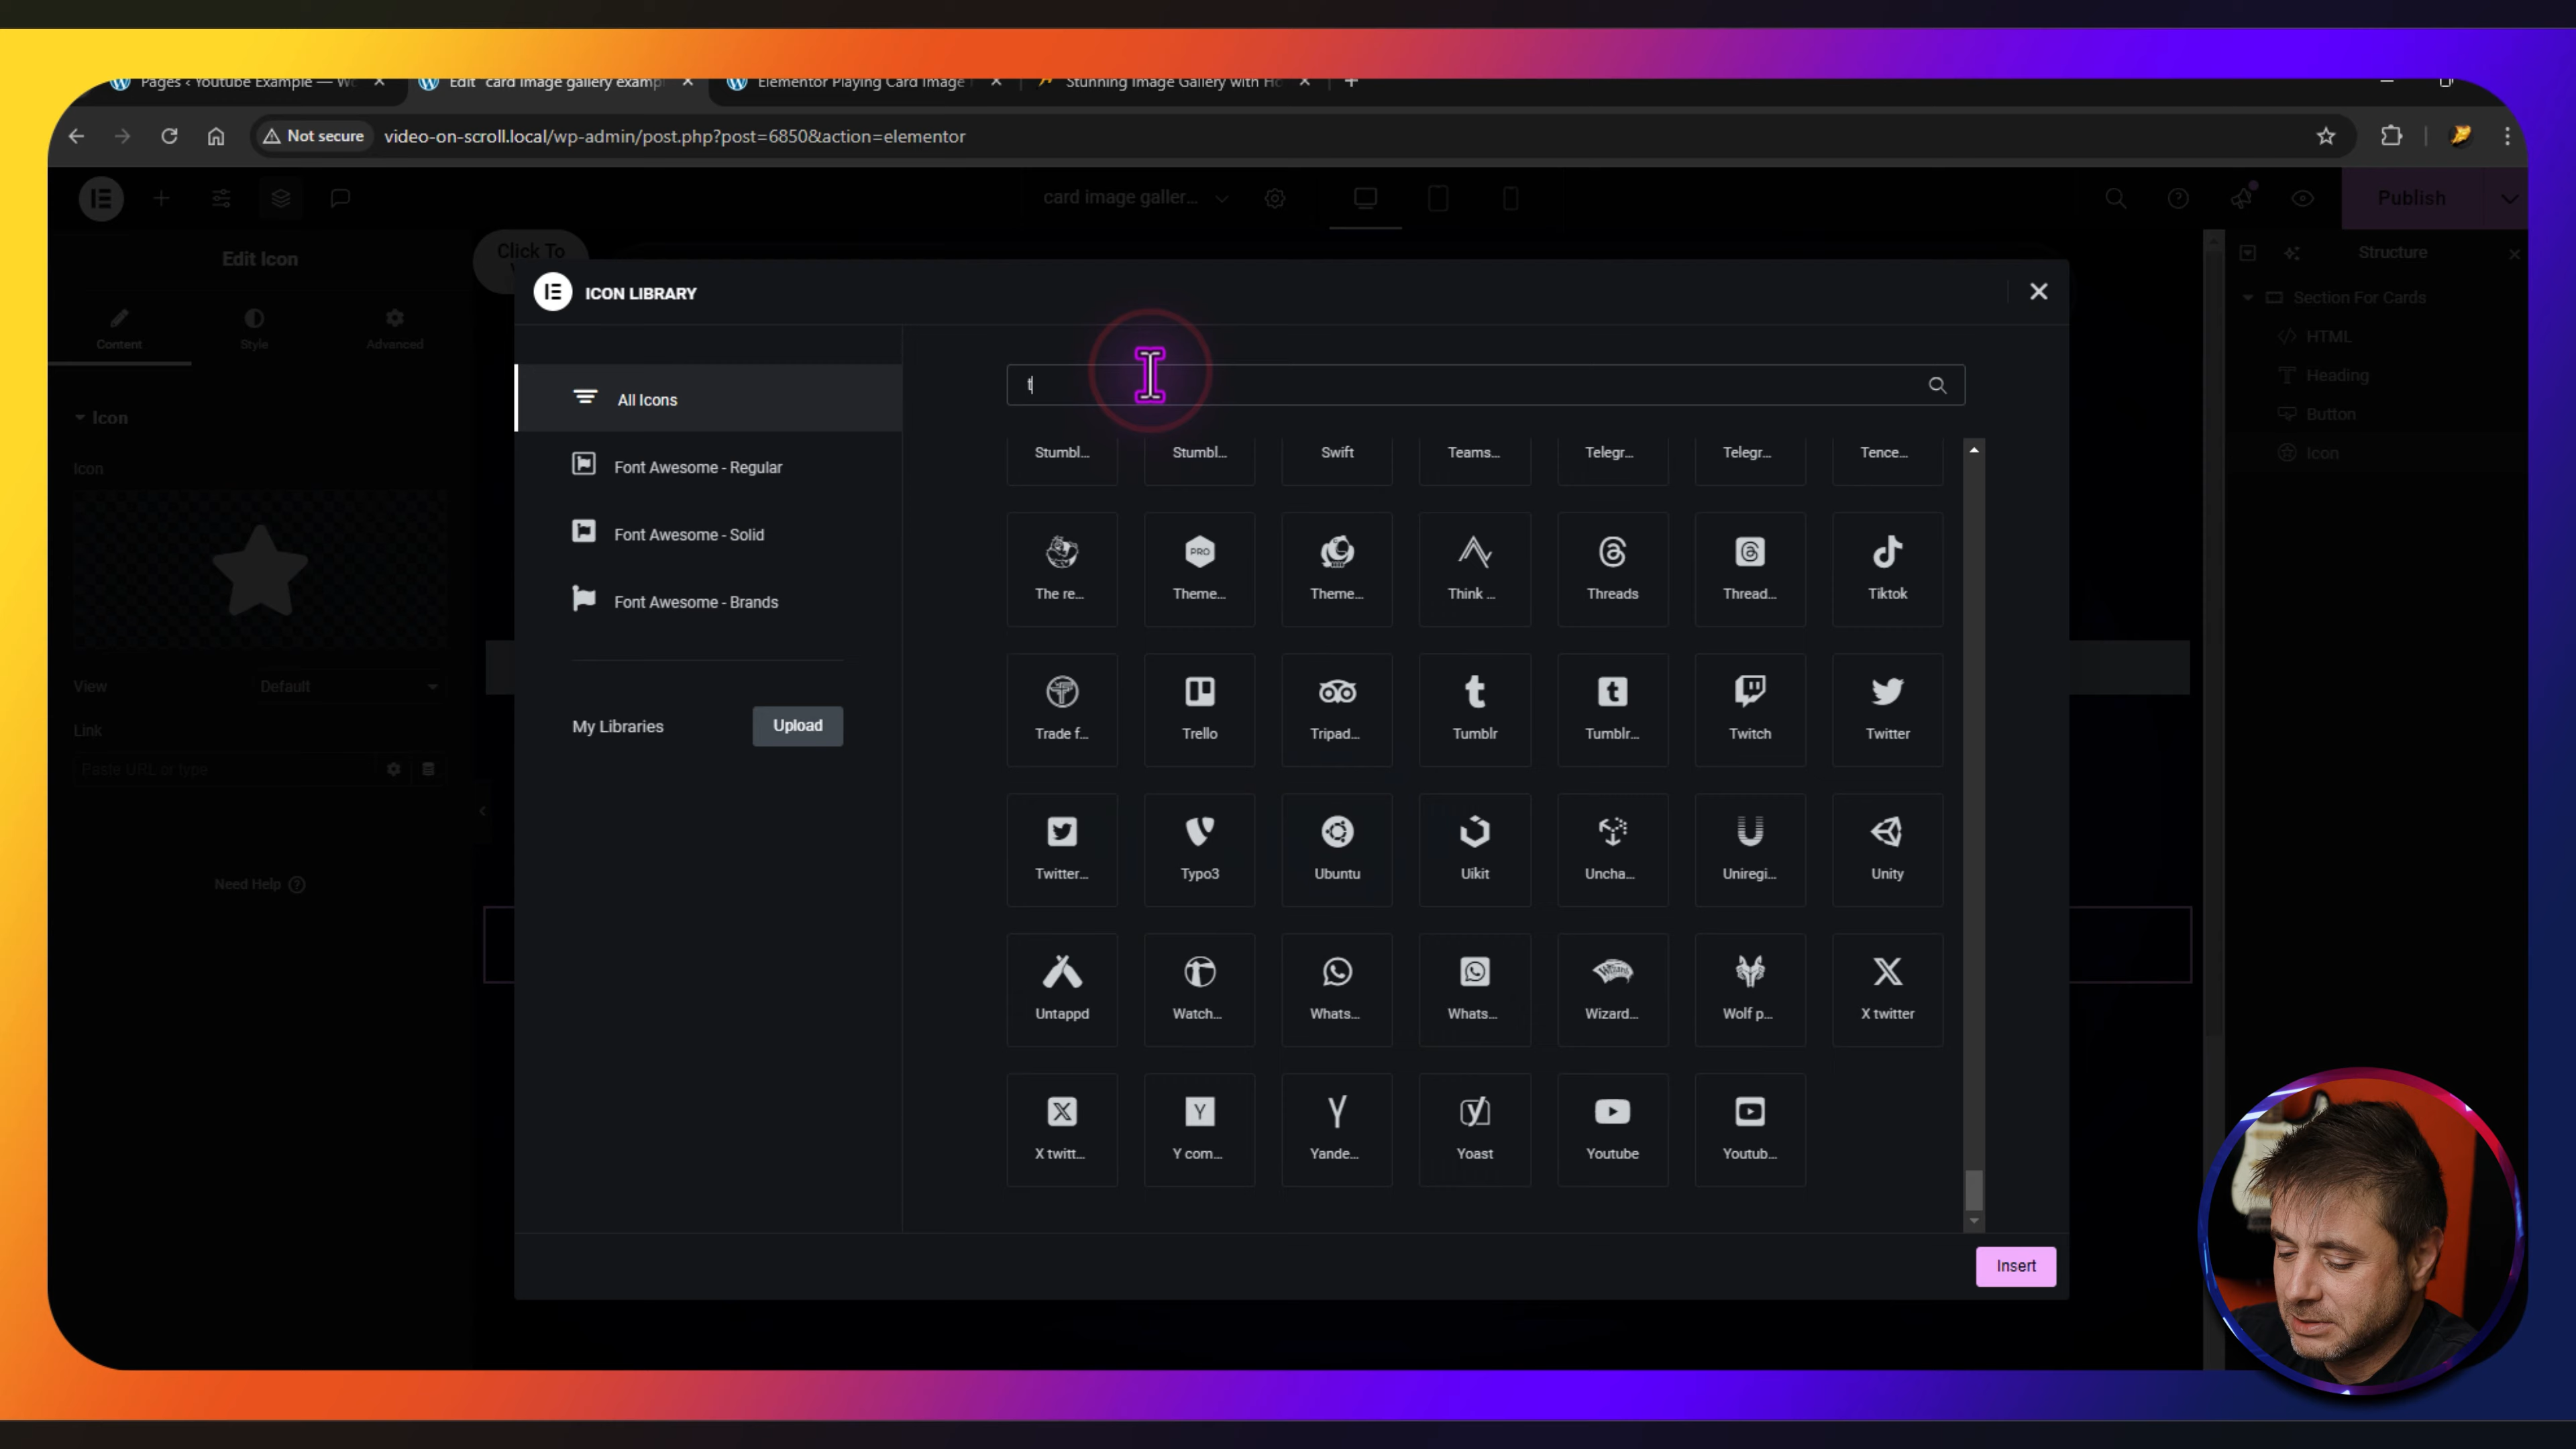 Pages ‹ Youtube Example — W
Edit "card image gallery examp
Elementor Playing Card Image
Stunning Image Gallery with Ho
Not secure
video-on-scroll.local/wp-admin/post.php?post=6850&action=elementor
card image galler...
Publish
Edit Icon
Content
Style
Advanced
Icon
Icon
View
Default
Link
Paste URL or type
Need Help
Click To
ICON LIBRARY
All Icons
Font Awesome - Regular
Font Awesome - Solid
Font Awesome - Brands
My Libraries
Upload
t
Stumbl...
Stumbl...
Swift
Teams...
Telegr...
Telegr...
Tence...
PRO
The re...
Theme...
Theme...
Think ...
Threads
Thread...
Tiktok
Trade f...
Trello
Tripad...
Tumblr
Tumblr...
Twitch
Twitter
Twitter...
Typo3
Ubuntu
Uikit
Uncha...
Uniregi...
Unity
Untappd
Watch...
Whats...
Whats...
Wizard...
Wolf p...
X twitter
X twitt...
Y com...
Yande...
Yoast
Youtube
Youtub...
Insert
Structure
Section For Cards
HTML
Heading
Button
Icon